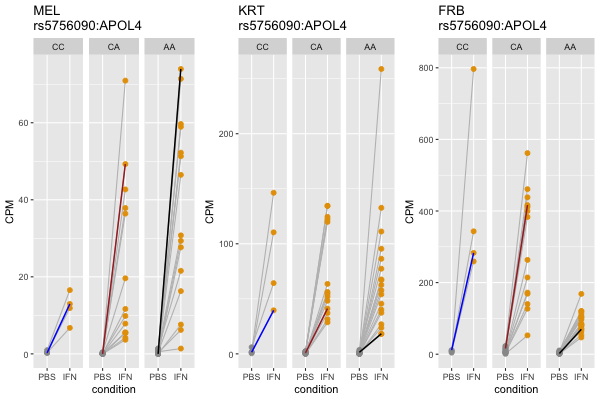 MEL
rs5756090:APOL4
CC CA AA
CPM
60
40
20
0
PBS IFN PBS IFN PBS IFN
condition
KRT
rs5756090:APOL4
CC CA AA
CPM
200
100
0
PBS IFN PBS IFN PBS IFN
condition
FRB
rs5756090:APOL4
CC CA AA
CPM
800
600
400
200
0
PBS IFN PBS IFN PBS IFN
condition